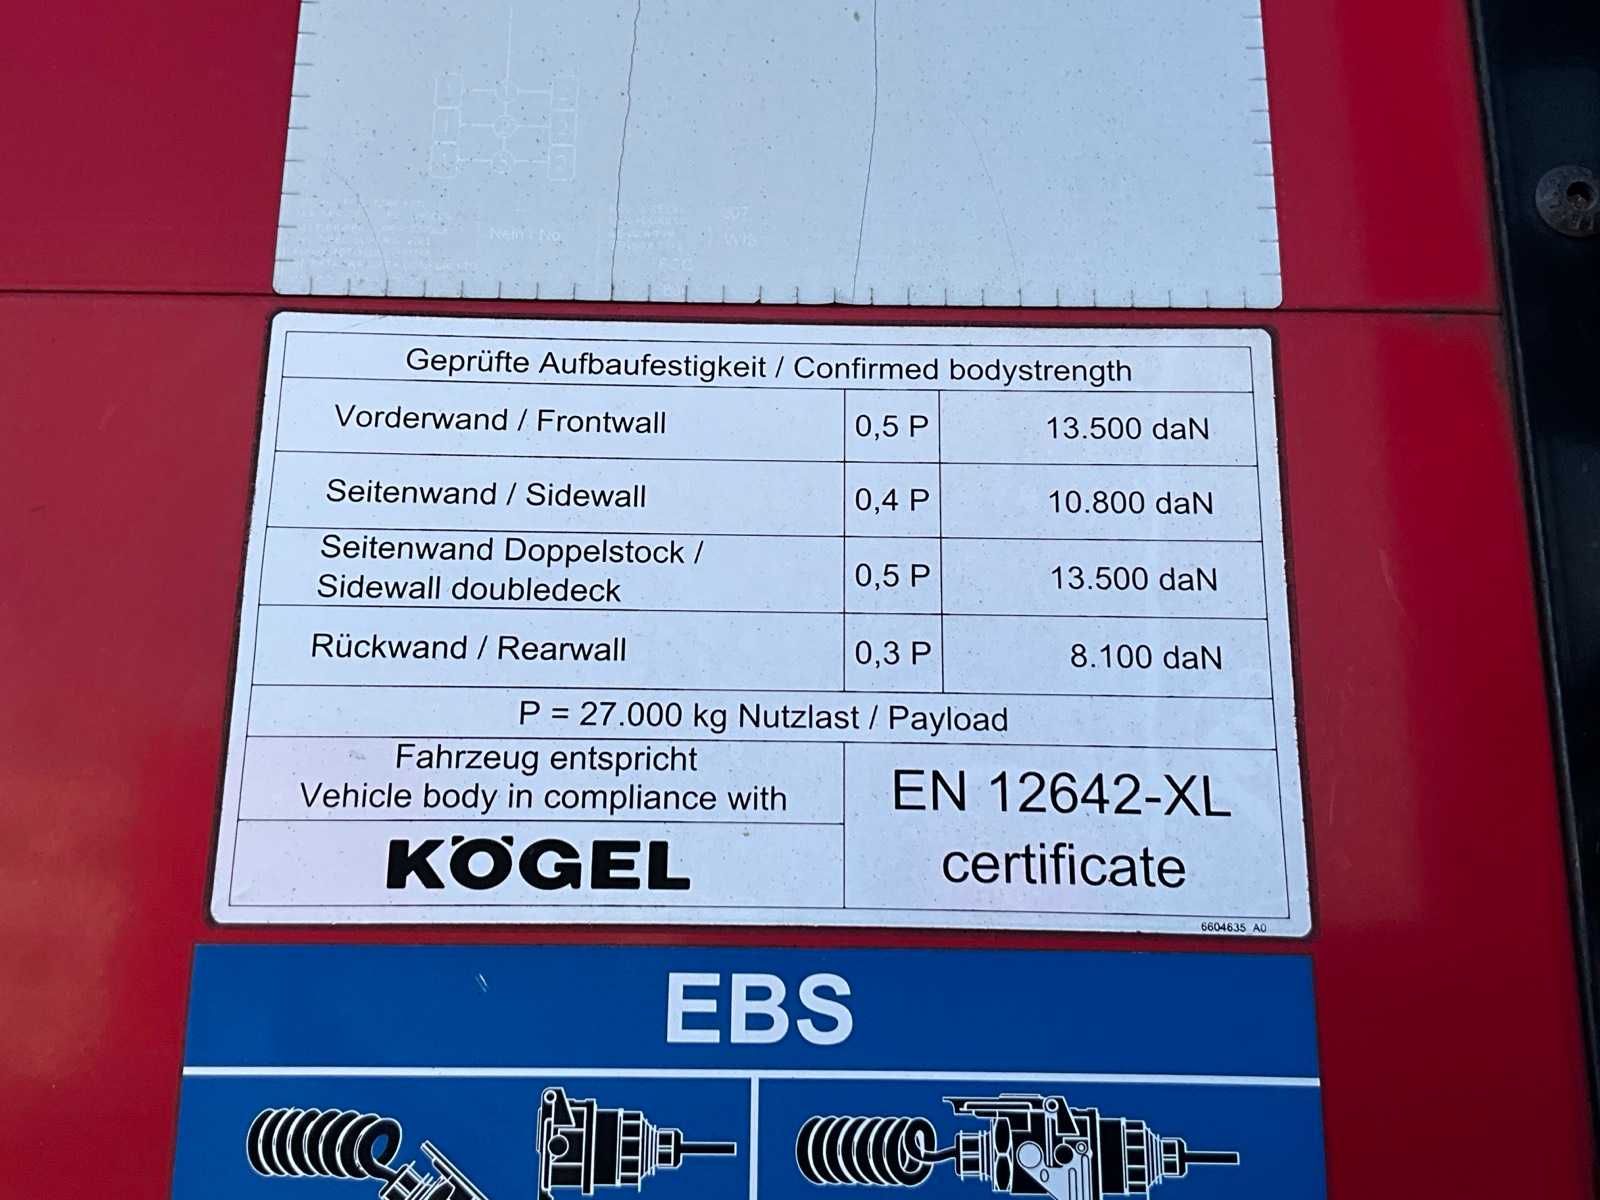 Nein / No
Geprüfte Aufbaufestigkeit / Confirmed bodystrength
Vorderwand / Frontwall 0,5 P 13.500 daN
Seitenwand / Sidewall 0,4 P 10.800 daN
Seitenwand Doppelstock /
Sidewall doubledeck 0,5 P 13.500 daN
Rückwand / Rearwall 0,3 P 8.100 daN
P = 27.000 kg Nutzlast / Payload
Fahrzeug entspricht
Vehicle body in compliance with
KÖGEL
EN 12642-XL
certificate
6604635 A0
EBS